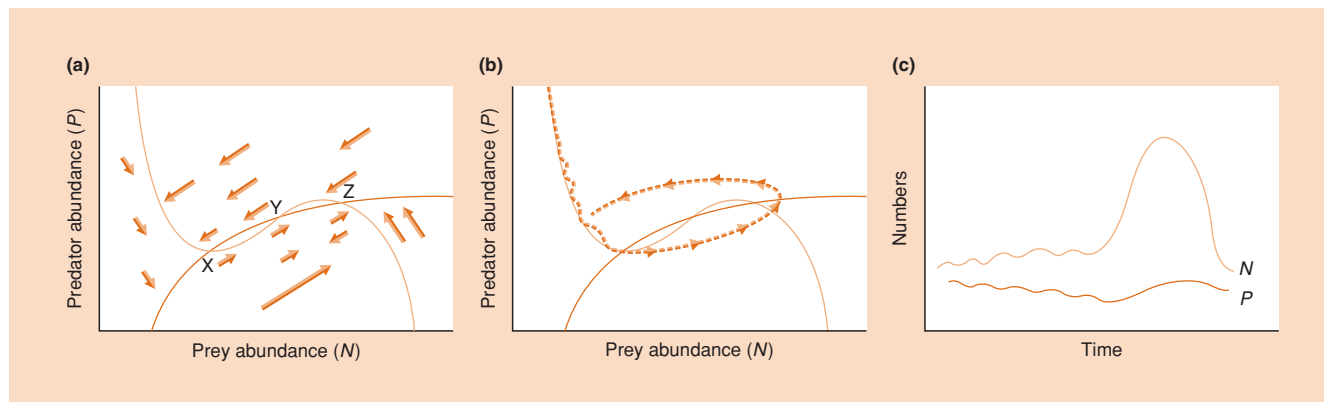 (a)
Predator abundance (P)
X
Y
Z
Prey abundance (N)
(b)
Predator abundance (P)
Prey abundance (N)
(c)
Numbers
N
P
Time